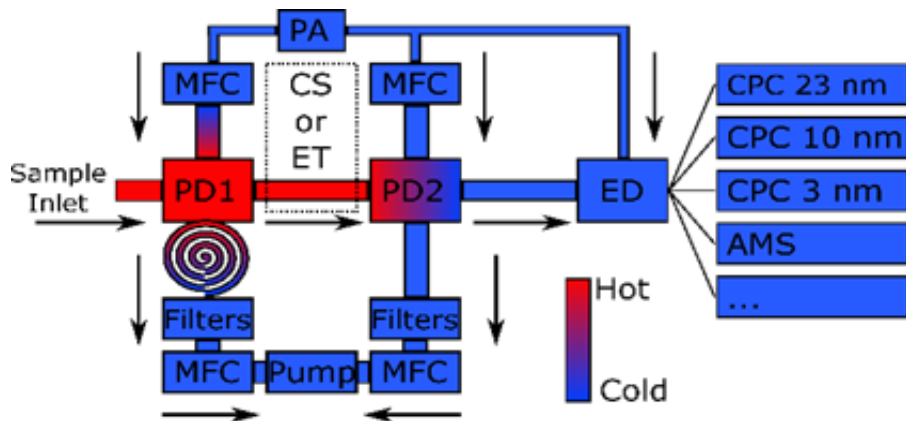 PA
MFC
CS
or
ET
MFC
Sample
Inlet
PD1
PD2
ED
CPC 23 nm
CPC 10 nm
CPC 3 nm
AMS
...
Filters
Filters
MFC
Pump
MFC
Hot
Cold